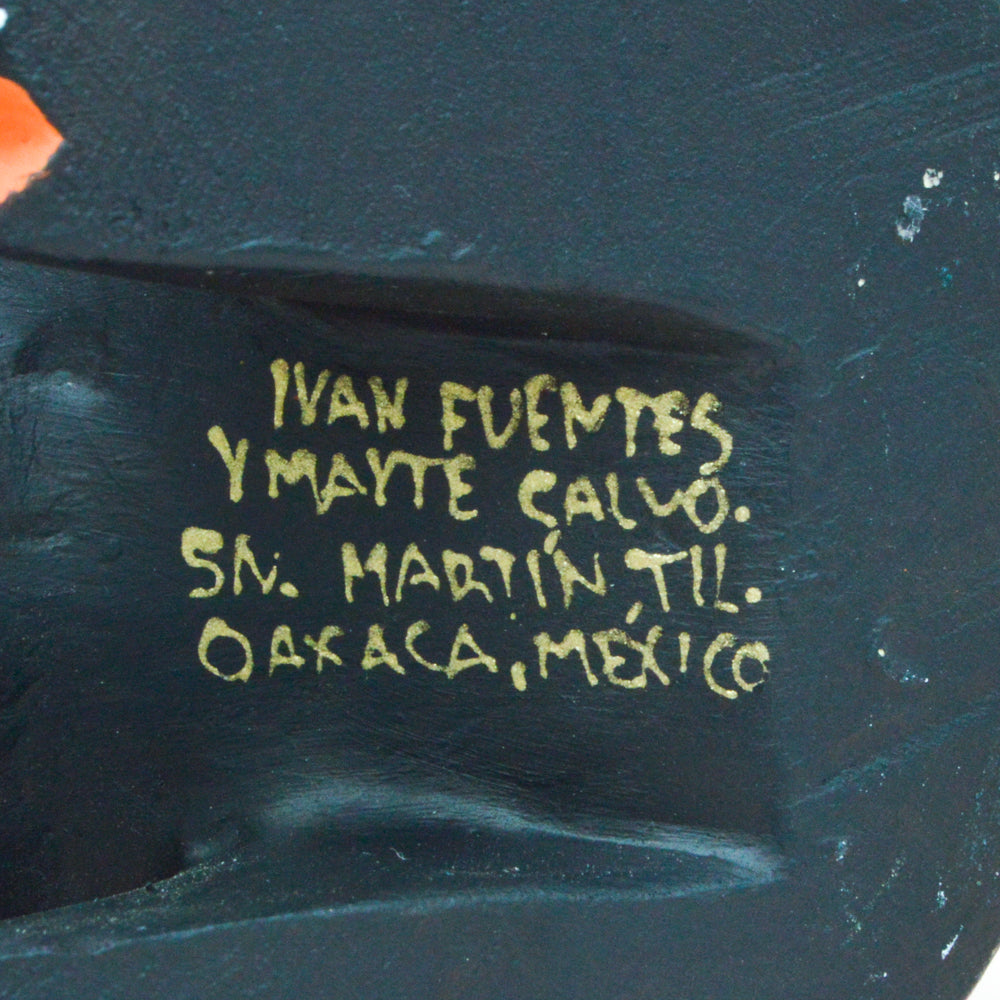 IVAN FUENTES
Y MAYTE CALVO.
SN. MARTÍN TIL.
OAXACA, MÉXICO